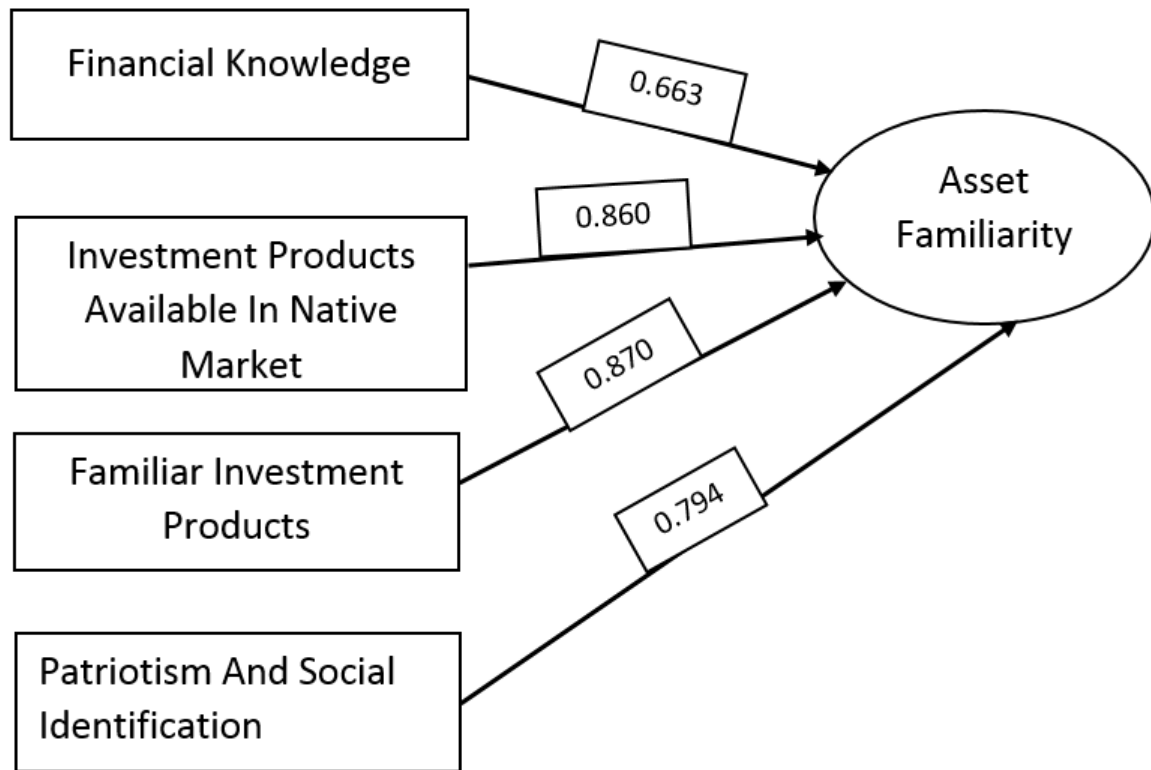 Financial Knowledge
0.663
Asset
Familiarity
0.860
Investment Products
Available In Native
Market
0.870
Familiar Investment
Products
0.794
Patriotism And Social
Identification